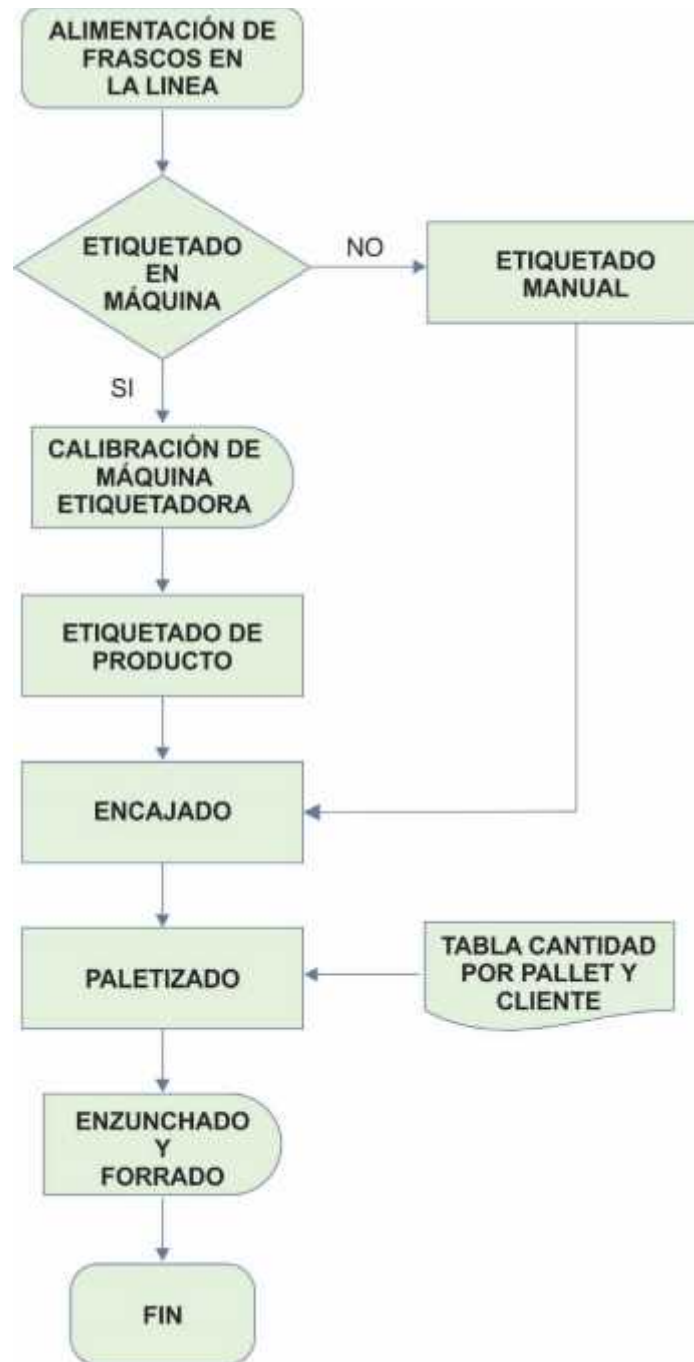 ALIMENTACIÓN DE
FRASCOS EN
LA LINEA
ETIQUETADO
EN
MÁQUINA
NO
ETIQUETADO
MANUAL
SI
CALIBRACIÓN DE
MÁQUINA
ETIQUETADORA
ETIQUETADO DE
PRODUCTO
ENCAJADO
PALETIZADO
TABLA CANTIDAD
POR PALLET Y
CLIENTE
ENZUNCHADO
Y
FORRADO
FIN